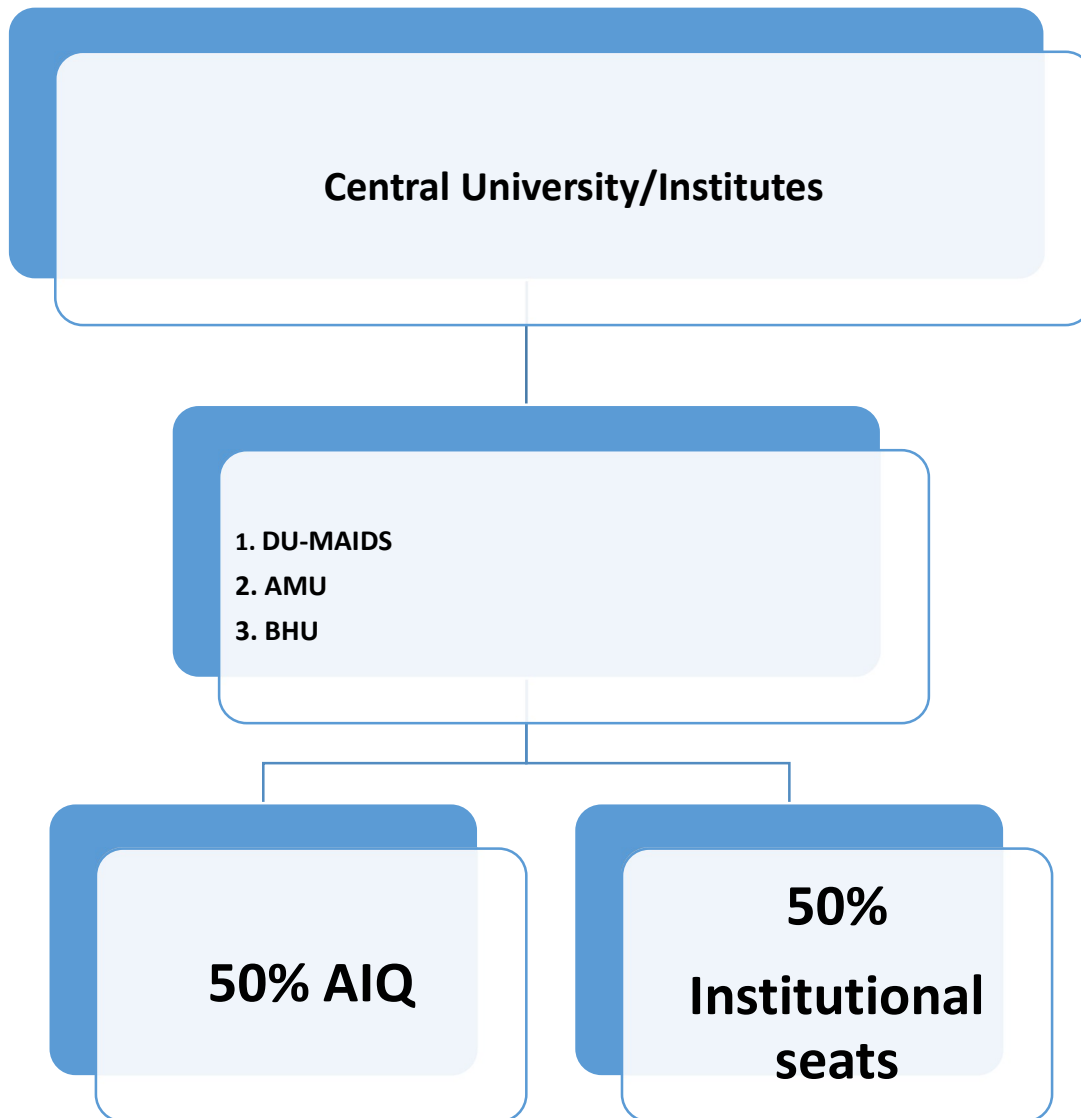 Central University/Institutes
1. DU-MAIDS
2. AMU
3. BHU
50% AIQ
50%
Institutional
seats